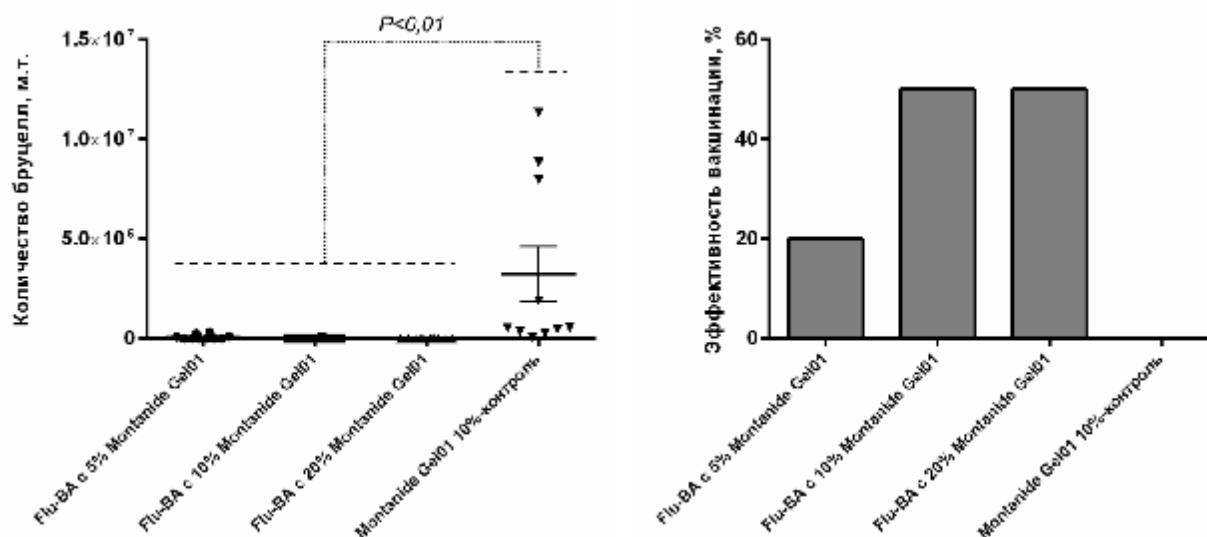 P<0,01
Количество бруцелл, м.т.
1.5×10⁷
1.0×10⁷
5.0×10⁶
0
Flu-BA с 5% Montanide Gel01
Flu-BA с 10% Montanide Gel01
Flu-BA с 20% Montanide Gel01
Montanide Gel01 10%-контроль
Эффективность вакцинации, %
60
40
20
0
Flu-BA с 5% Montanide Gel01
Flu-BA с 10% Montanide Gel01
Flu-BA с 20% Montanide Gel01
Montanide Gel01 10%-контроль